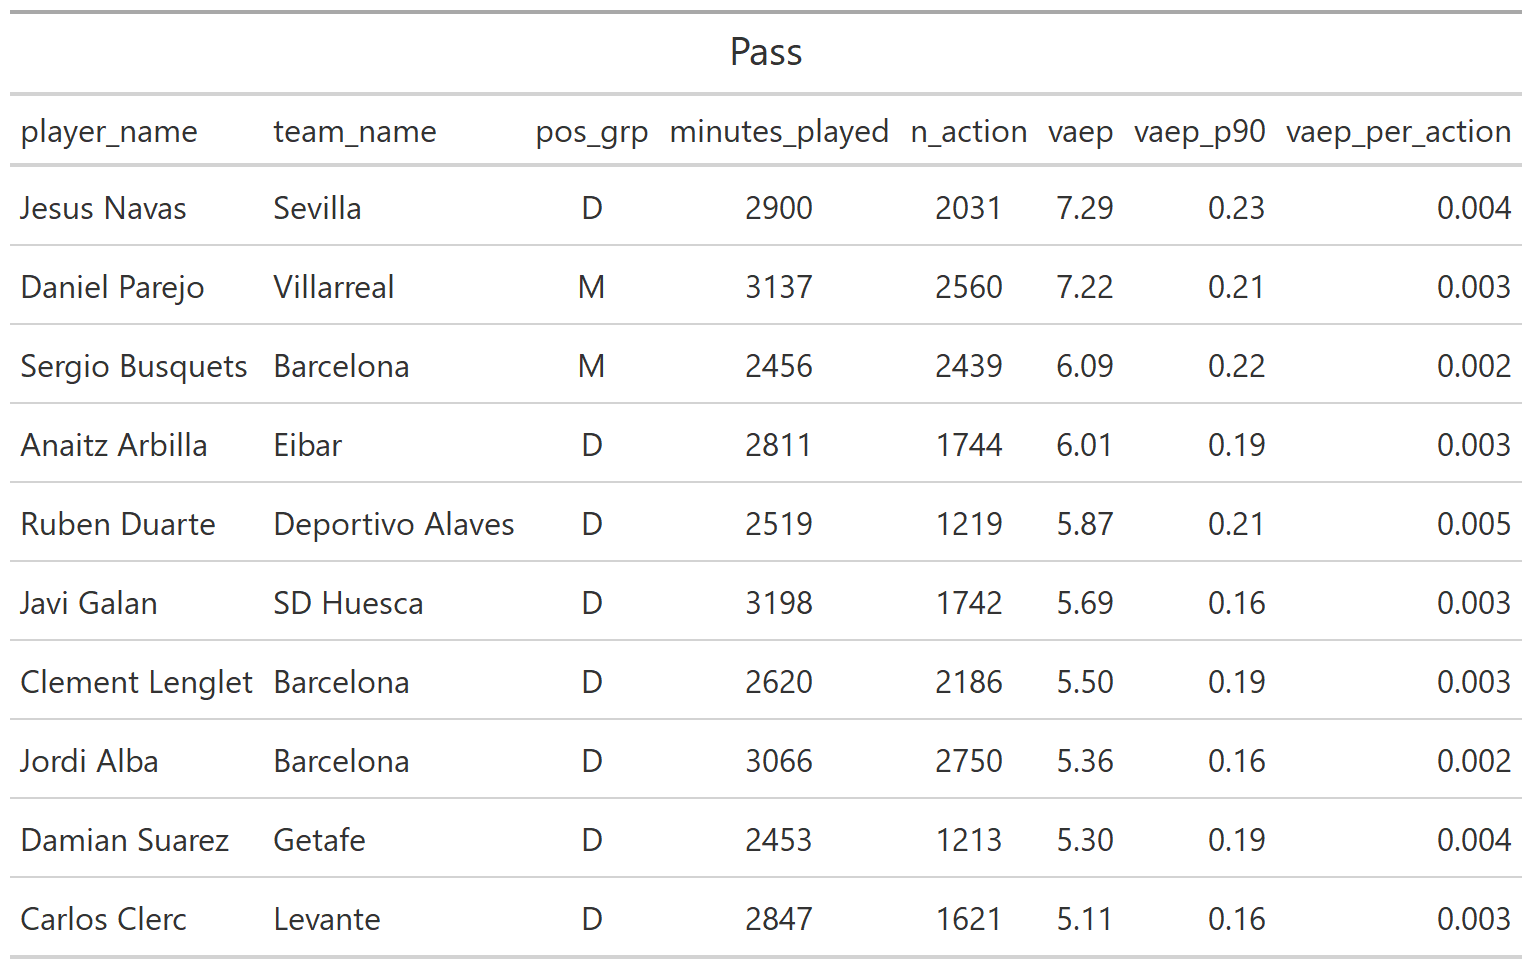 Pass
player_name team_name pos_grp minutes_played n_action vaep vaep_p90 vaep_per_action
Jesus Navas Sevilla D 2900 2031 7.29 0.23 0.004
Daniel Parejo Villarreal M 3137 2560 7.22 0.21 0.003
Sergio Busquets Barcelona M 2456 2439 6.09 0.22 0.002
Anaitz Arbilla Eibar D 2811 1744 6.01 0.19 0.003
Ruben Duarte Deportivo Alaves D 2519 1219 5.87 0.21 0.005
Javi Galan SD Huesca D 3198 1742 5.69 0.16 0.003
Clement Lenglet Barcelona D 2620 2186 5.50 0.19 0.003
Jordi Alba Barcelona D 3066 2750 5.36 0.16 0.002
Damian Suarez Getafe D 2453 1213 5.30 0.19 0.004
Carlos Clerc Levante D 2847 1621 5.11 0.16 0.003